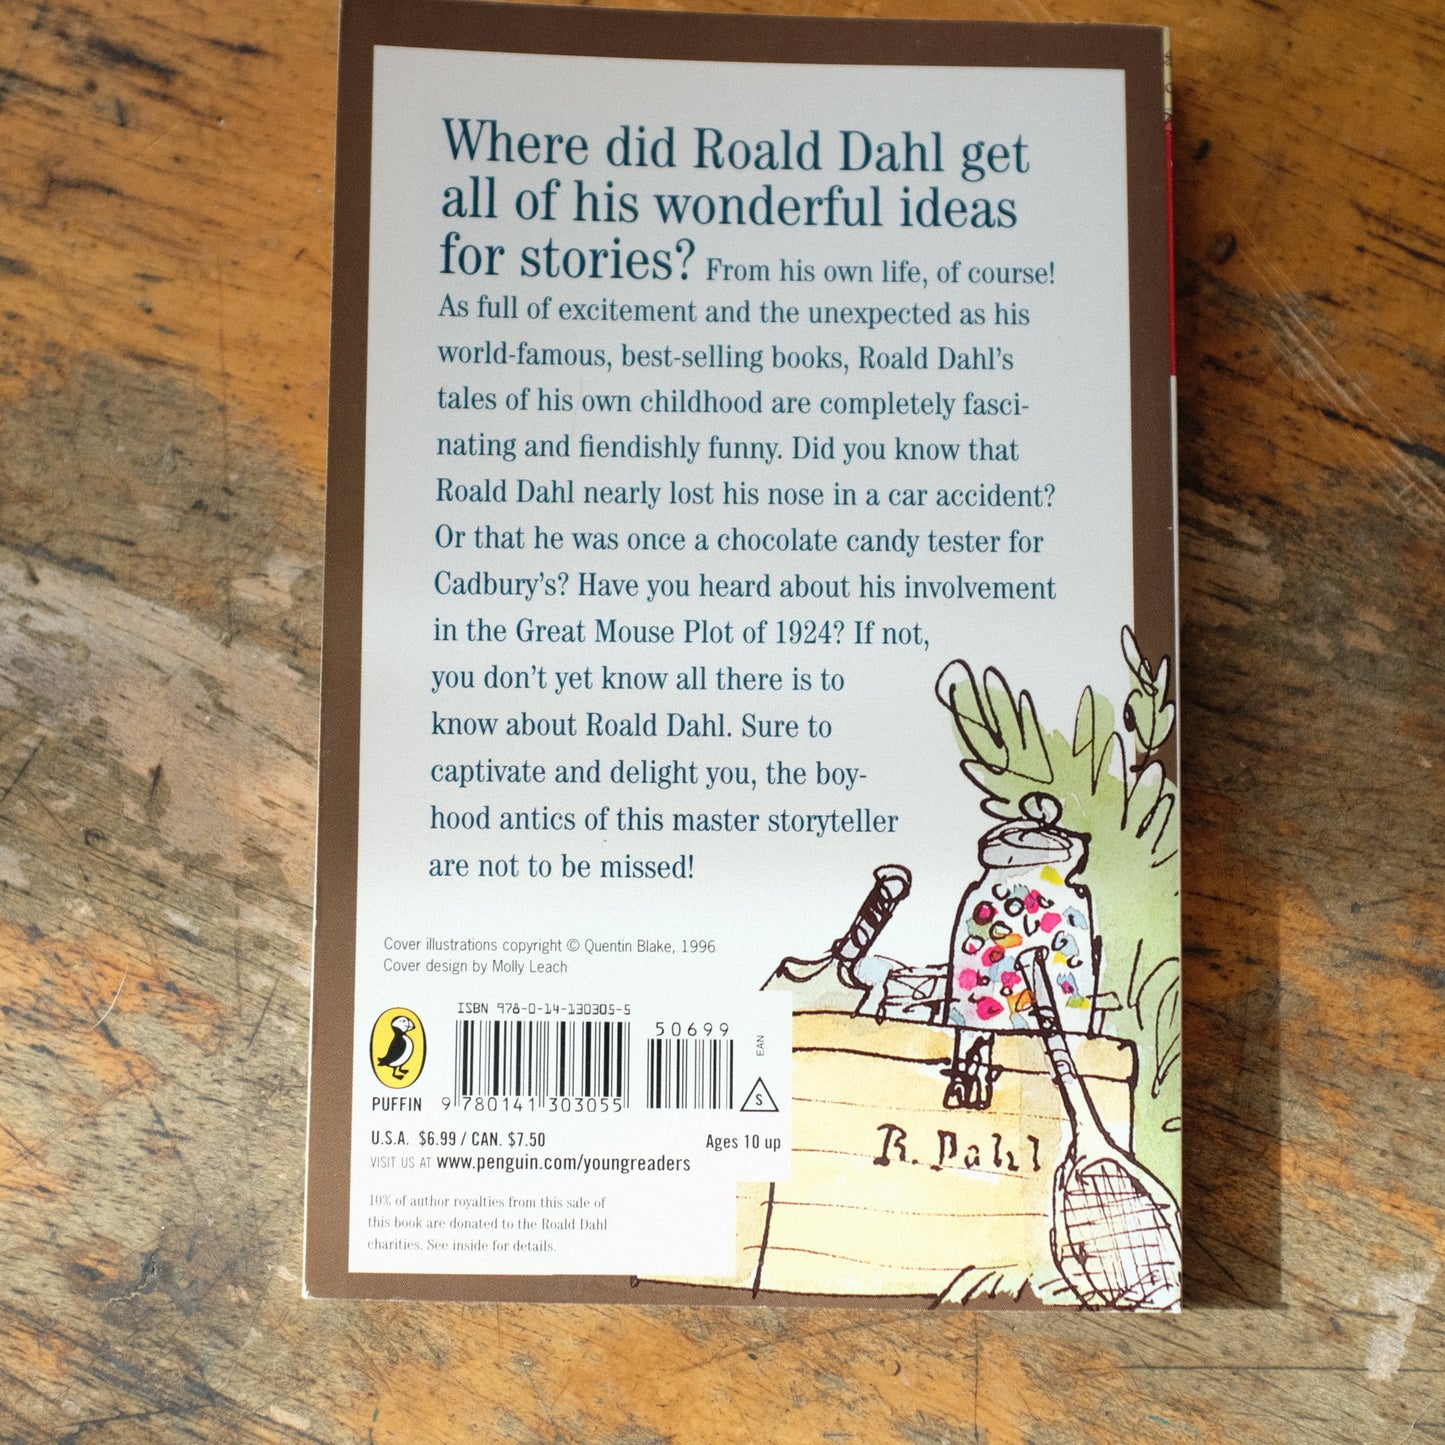 Where did Roald Dahl get
all of his wonderful ideas
for stories? From his own life, of course!
As full of excitement and the unexpected as his
world-famous, best-selling books, Roald Dahl's
tales of his own childhood are completely fasci-
nating and fiendishly funny. Did you know that
Roald Dahl nearly lost his nose in a car accident?
Or that he was once a chocolate candy tester for
Cadbury's? Have you heard about his involvement
in the Great Mouse Plot of 1924? If not,
you don't yet know all there is to
know about Roald Dahl. Sure to
captivate and delight you, the boy-
hood antics of this master storyteller
are not to be missed!
Cover illustrations copyright © Quentin Blake, 1996
Cover design by Molly Leach
ISBN 978-0-14-130305-5
50699
EAN
S
PUFFIN
9 780141 303055
U.S.A. $6.99 / CAN. $7.50
Ages 10 up
VISIT US AT www.penguin.com/youngreaders
R. Dahl
10% of author royalties from this sale of
this book are donated to the Roald Dahl
charities. See inside for details.